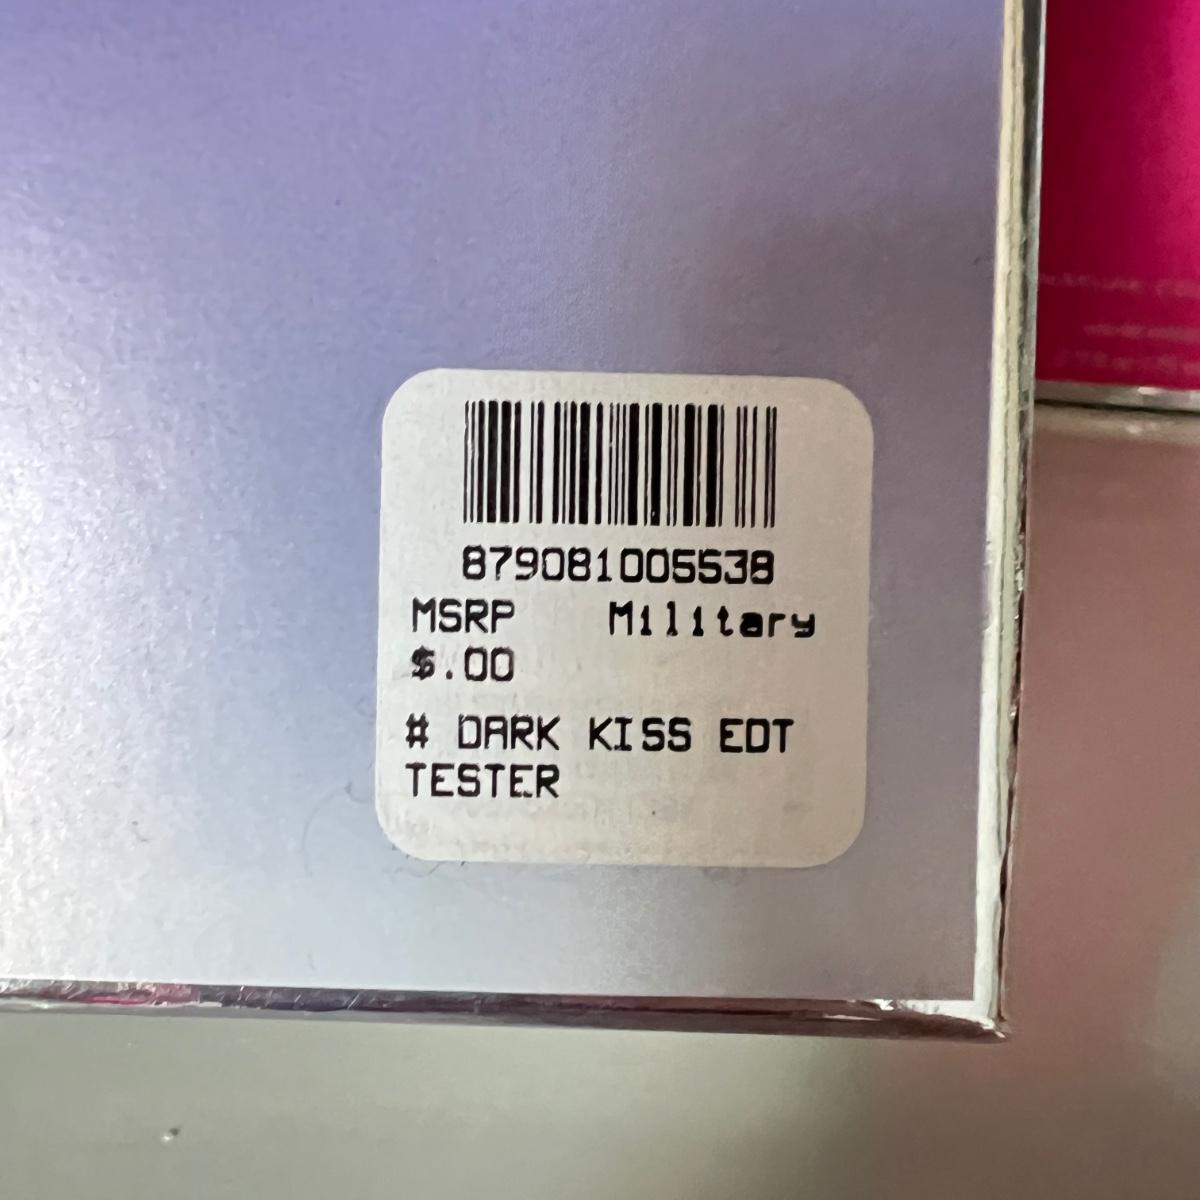 879081005538
MSRP Military
$.00
# DARK KISS EDT
TESTER